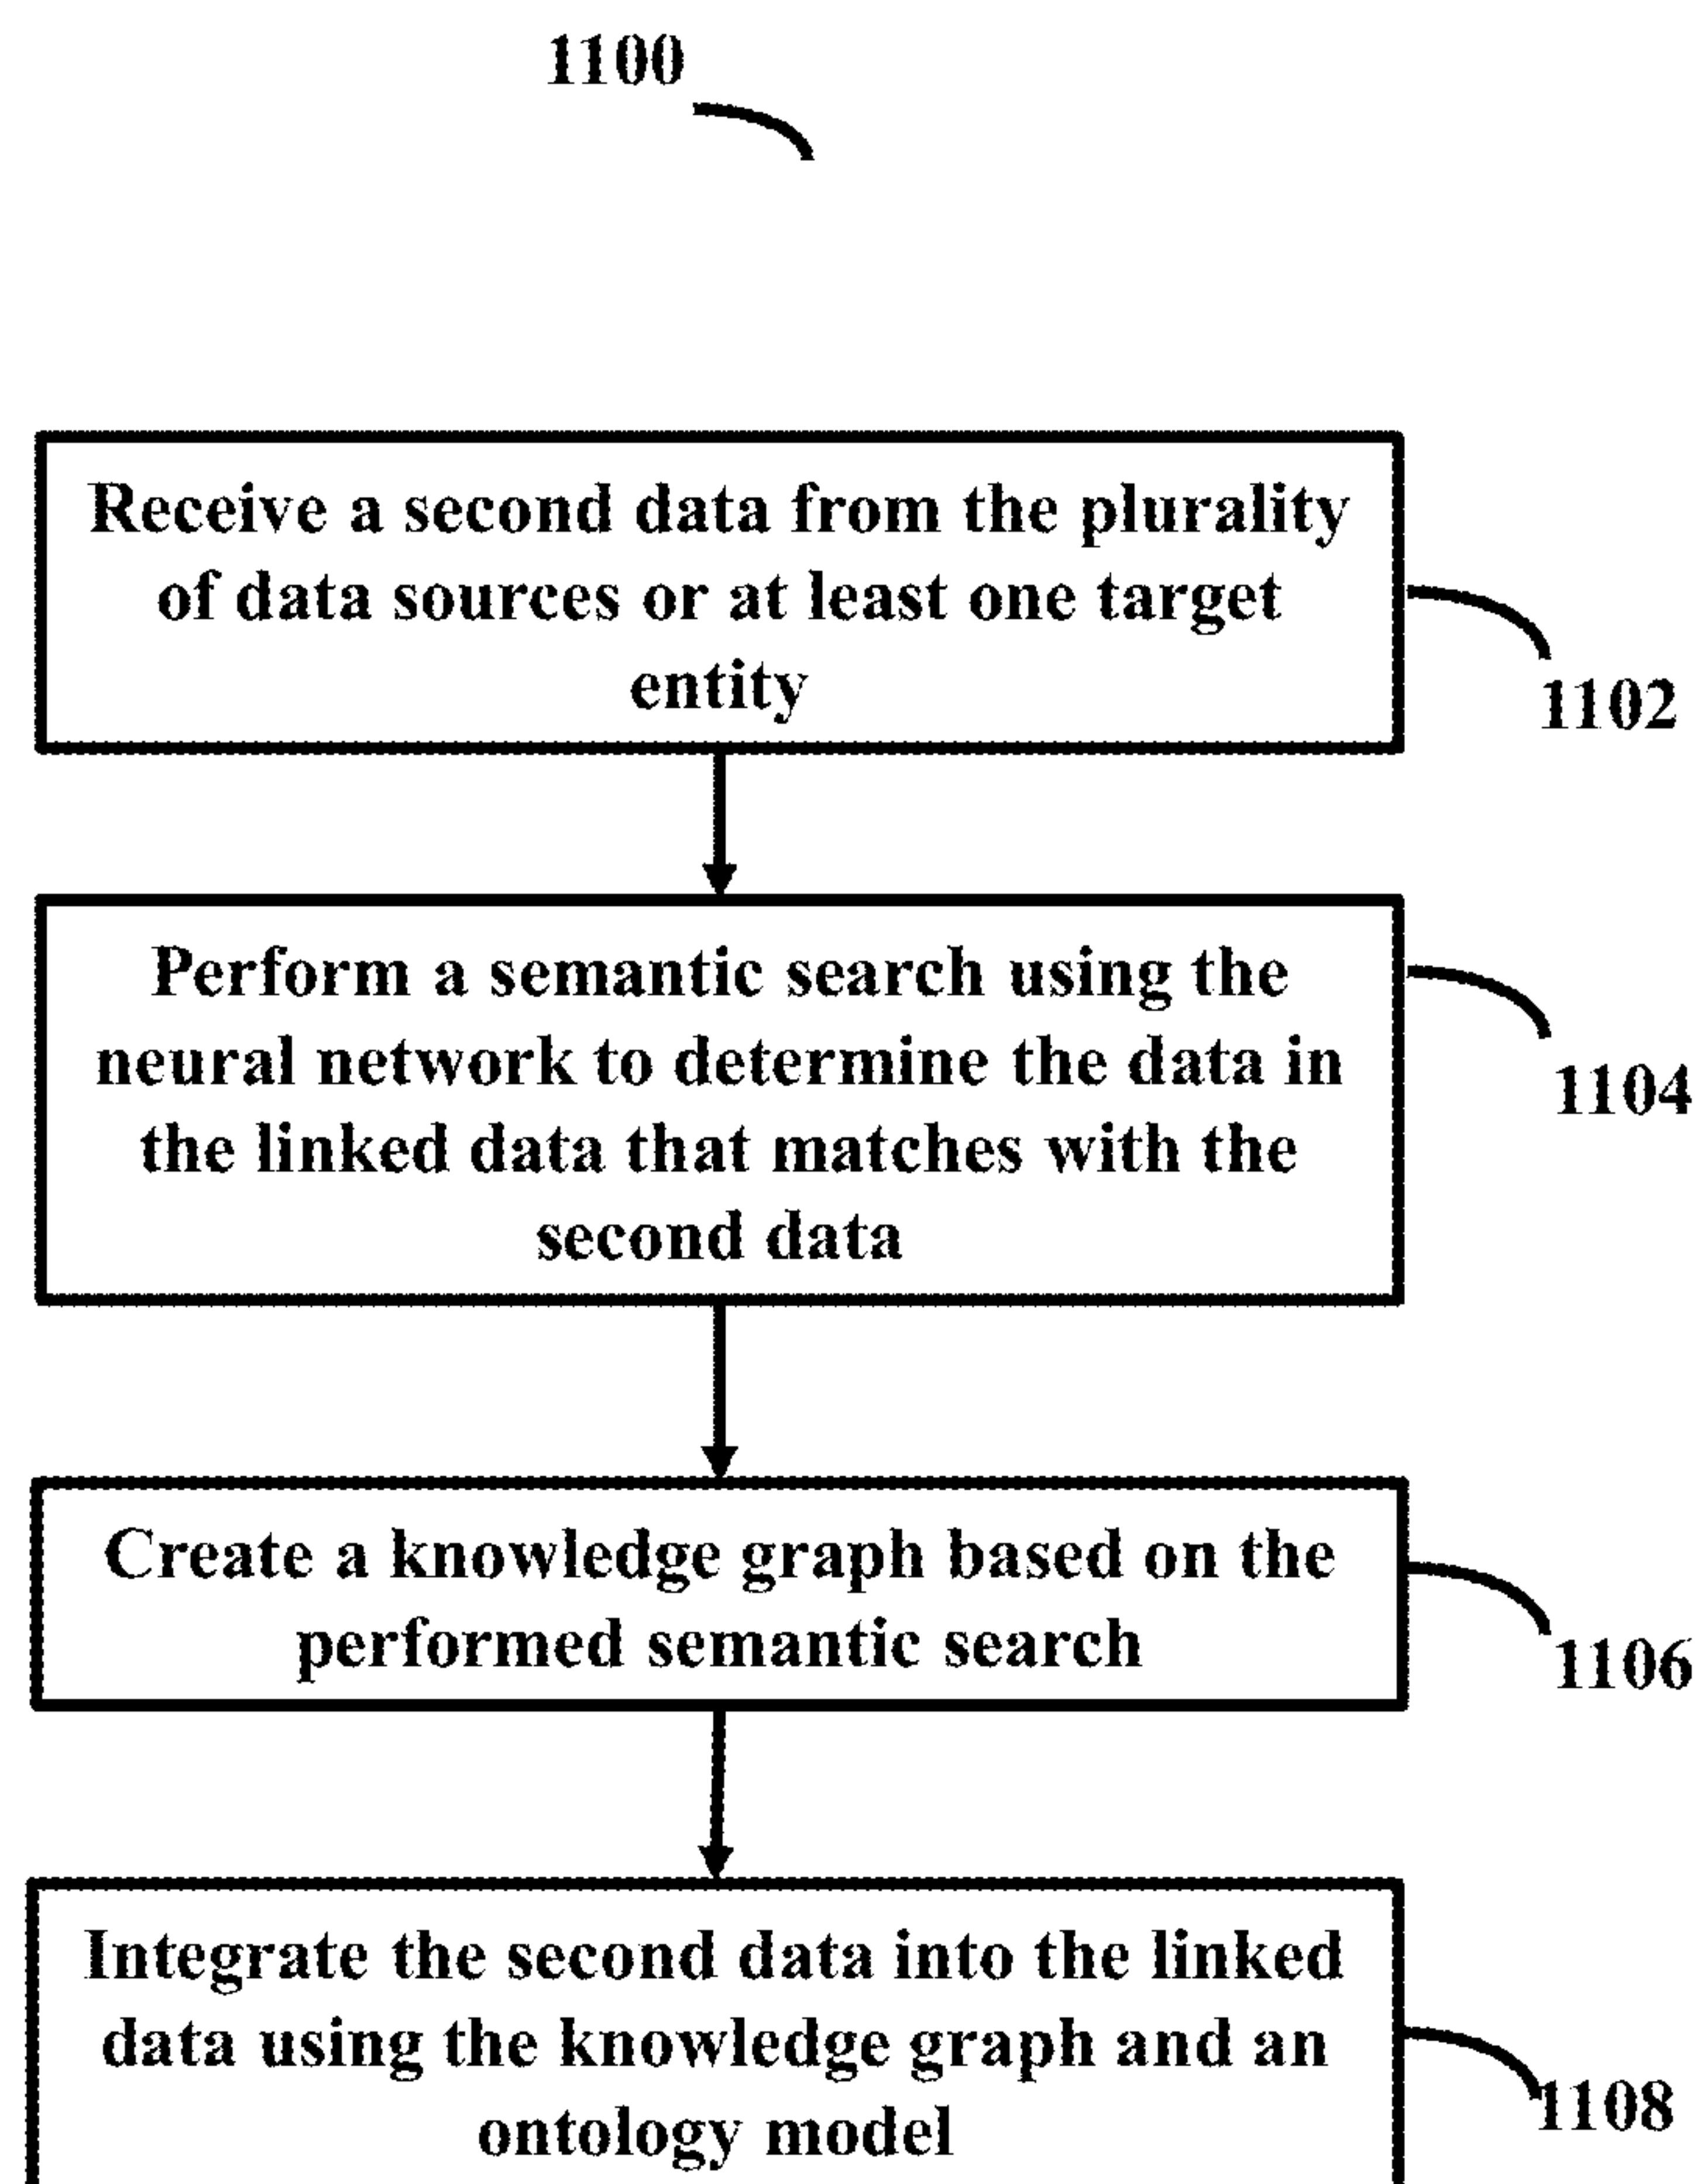 1100
Receive a second data from the plurality
of data sources or at least one target
entity
1102
Perform a semantic search using the
neural network to determine the data in
the linked data that matches with the
second data
1104
Create a knowledge graph based on the
performed semantic search
1106
Integrate the second data into the linked
data using the knowledge graph and an
ontology model
1108